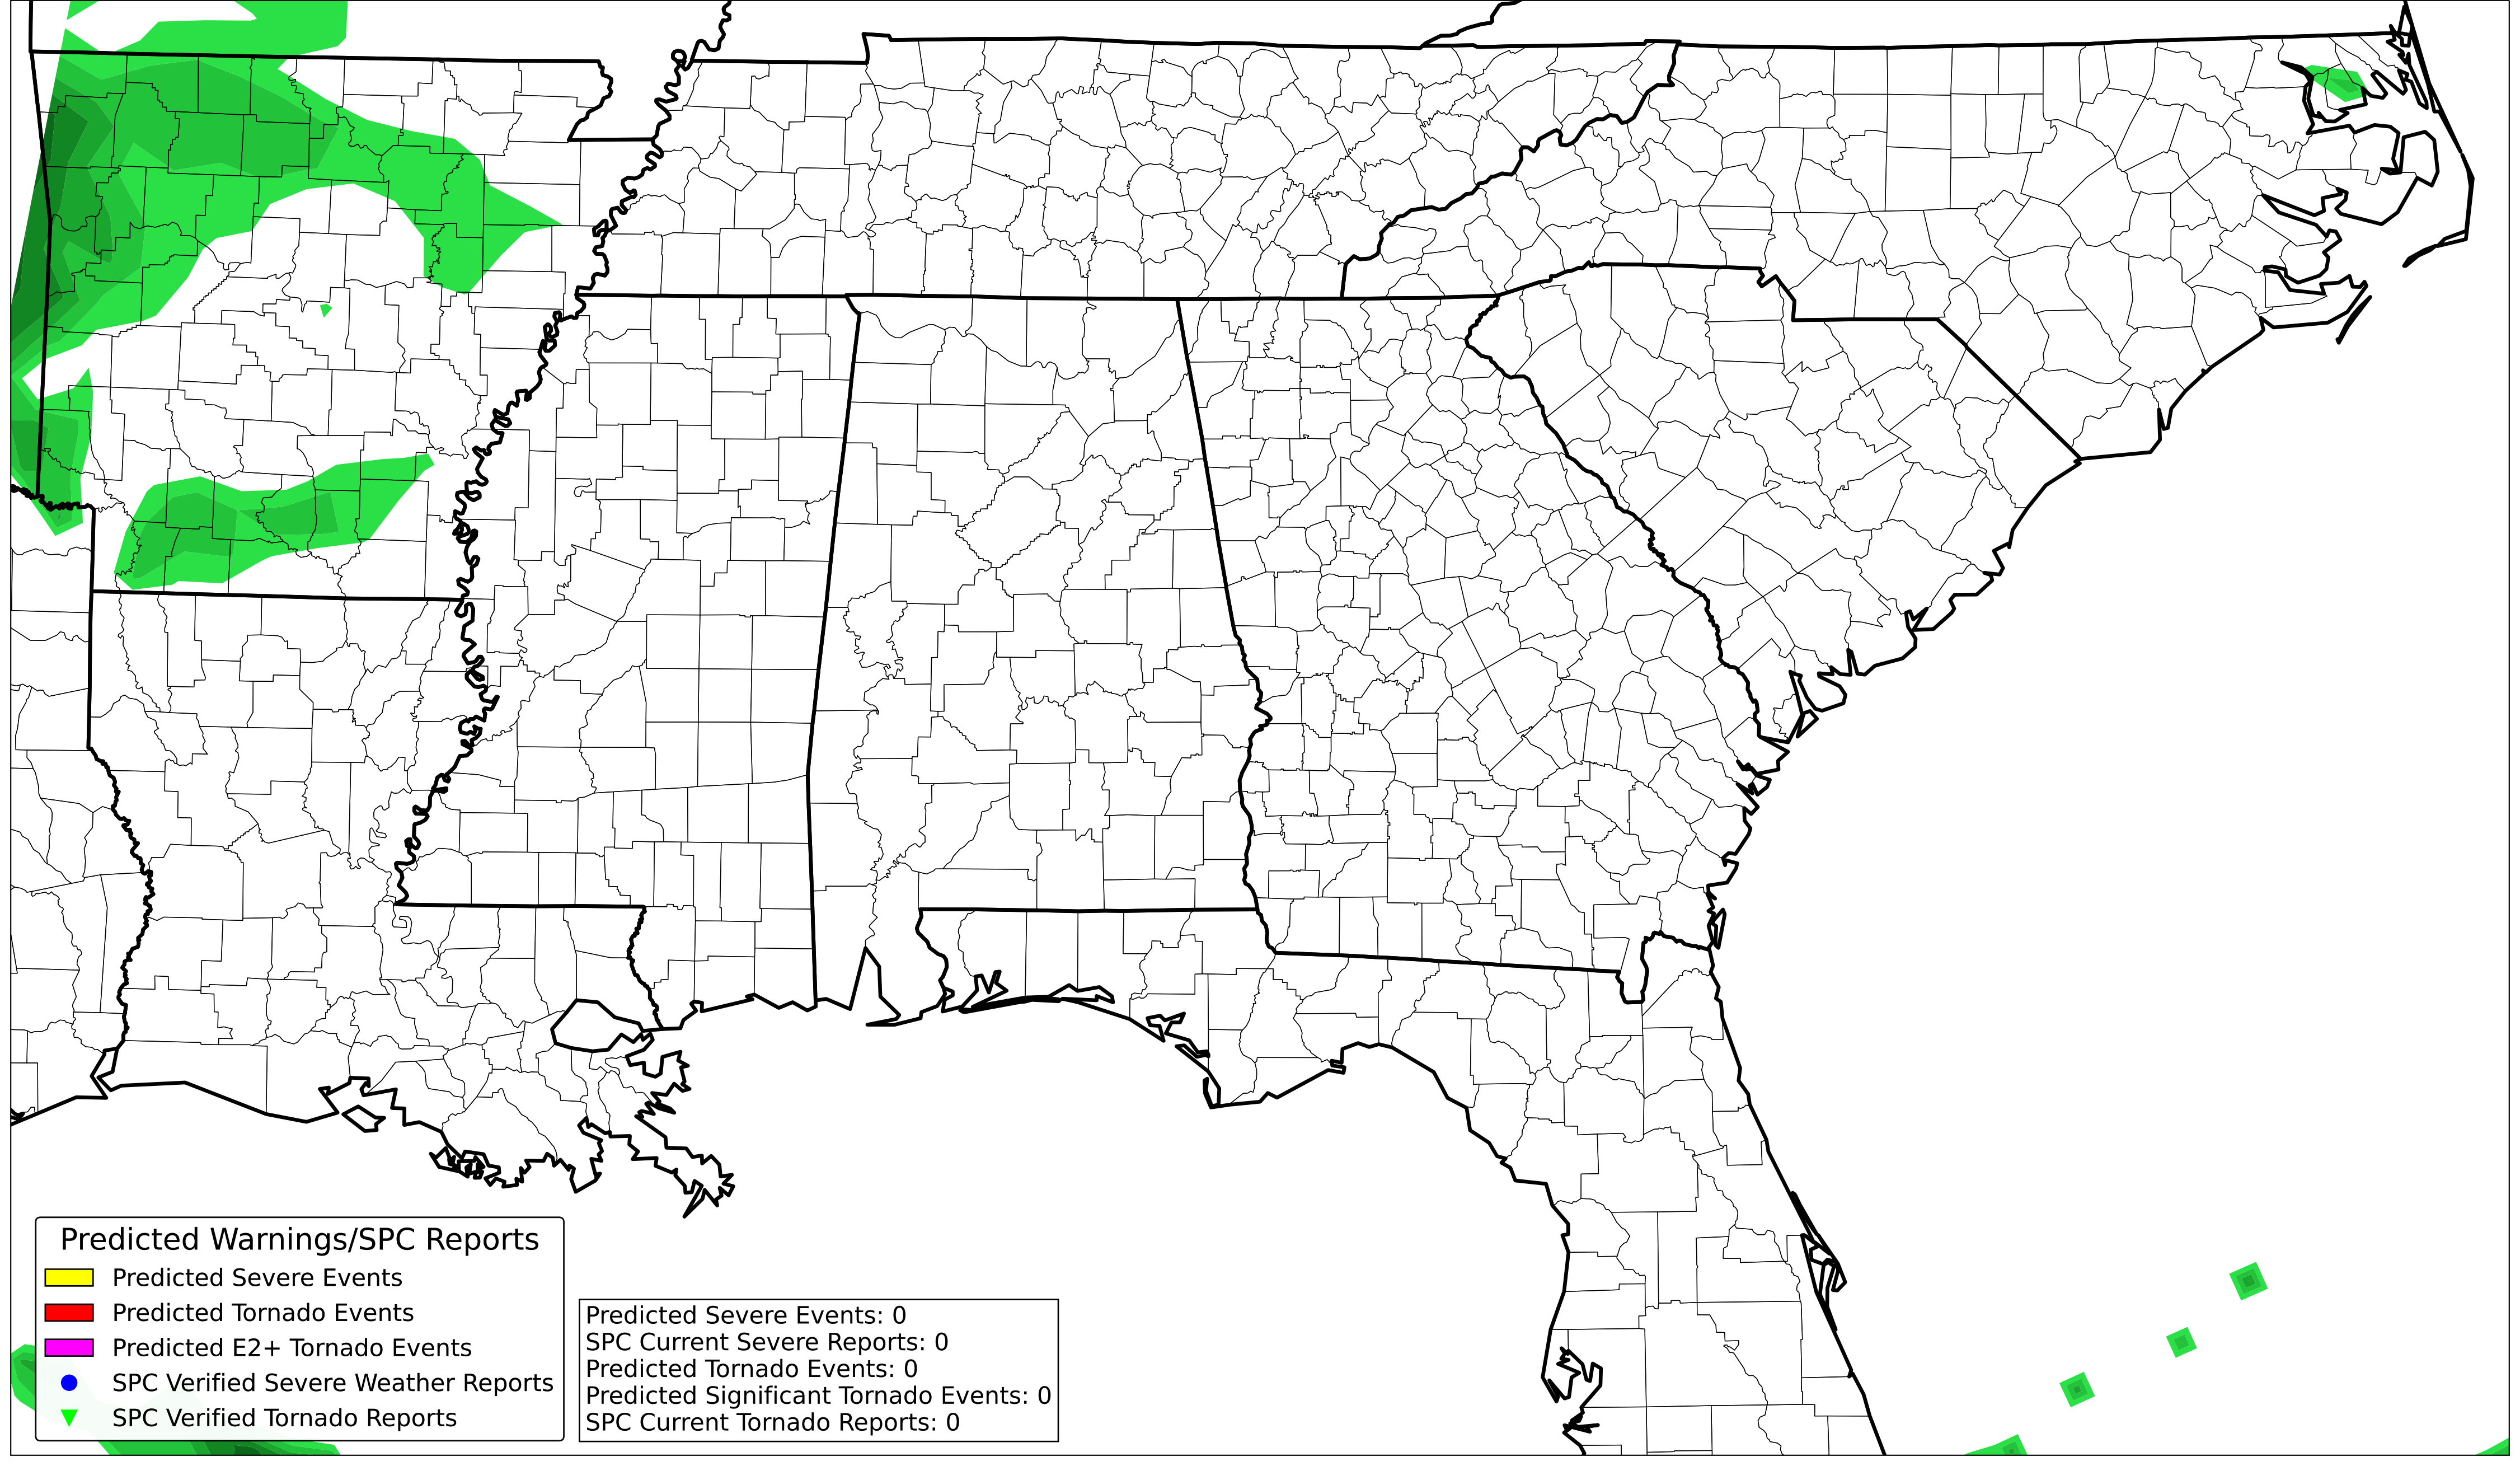 Predicted Warnings/SPC Reports
Predicted Severe Events
Predicted Tornado Events
Predicted E2+ Tornado Events
SPC Verified Severe Weather Reports
SPC Verified Tornado Reports
Predicted Severe Events: 0
SPC Current Severe Reports: 0
Predicted Tornado Events: 0
Predicted Significant Tornado Events: 0
SPC Current Tornado Reports: 0